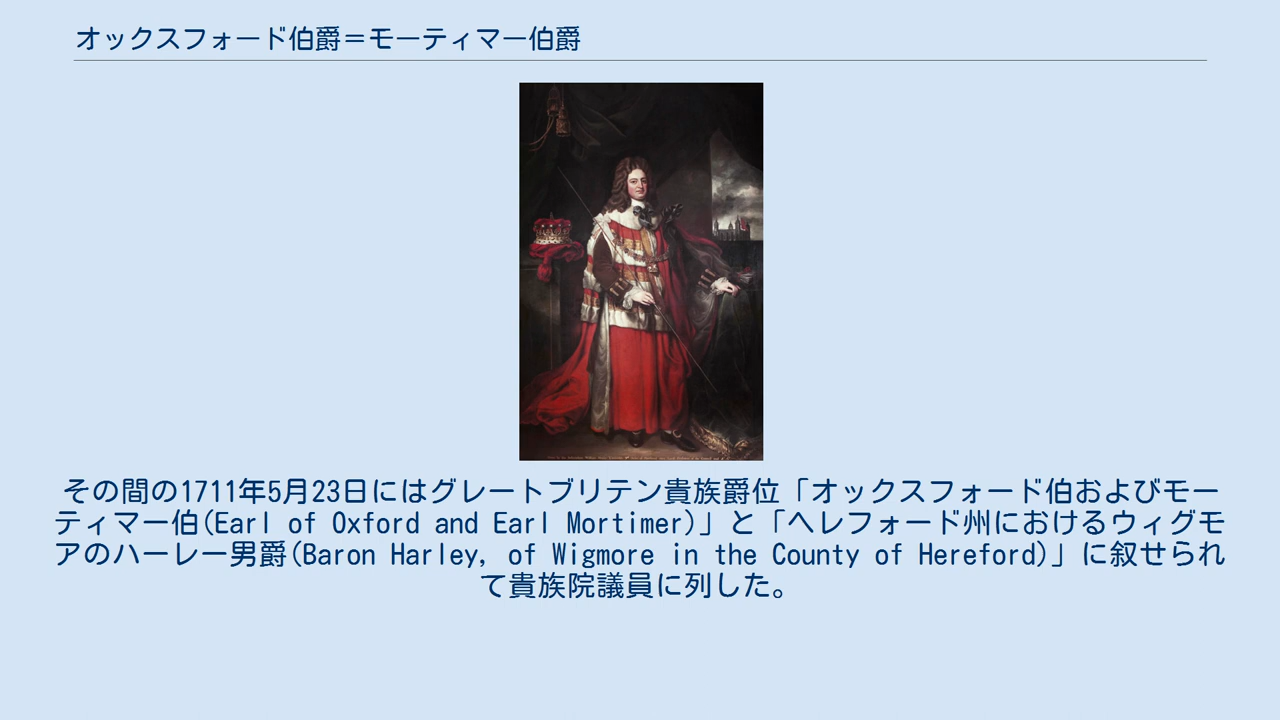 オックスフォード伯爵＝モーティマー伯爵
その間の1711年5月23日にはグレートブリテン貴族爵位「オックスフォード伯およびモー
ティマー伯(Earl of Oxford and Earl Mortimer)」と「ヘレフォード州におけるウィグモ
アのハーレー男爵(Baron Harley, of Wigmore in the County of Hereford)」に叙せられ
て貴族院議員に列した。